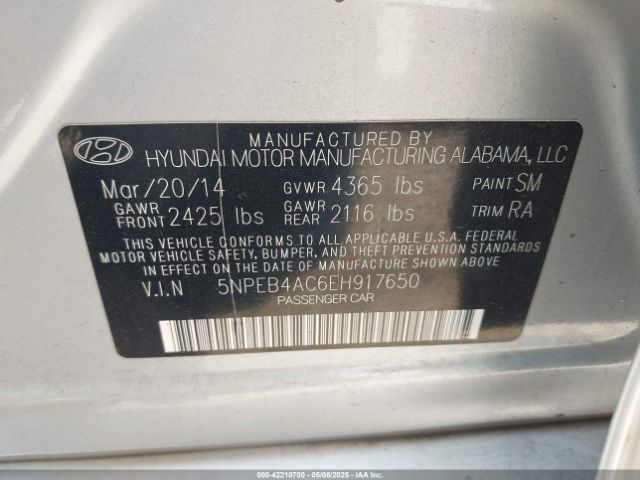 MANUFACTURED BY
HYUNDAI MOTOR MANUFACTURING ALABAMA, LLC
Mar/20/14 GVWR 4365 lbs PAINT SM
GAWR FRONT 2425 lbs GAWR REAR 2116 lbs TRIM RA
THIS VEHICLE CONFORMS TO ALL APPLICABLE U.S.A. FEDERAL
MOTOR VEHICLE SAFETY, BUMPER, AND THEFT PREVENTION STANDARDS
IN EFFECT ON THE DATE OF MANUFACTURE SHOWN ABOVE.
V.I.N 5NPEB4AC6EH917650
PASSENGER CAR
000-42210700 - 05/08/2025 - IAAI.COM